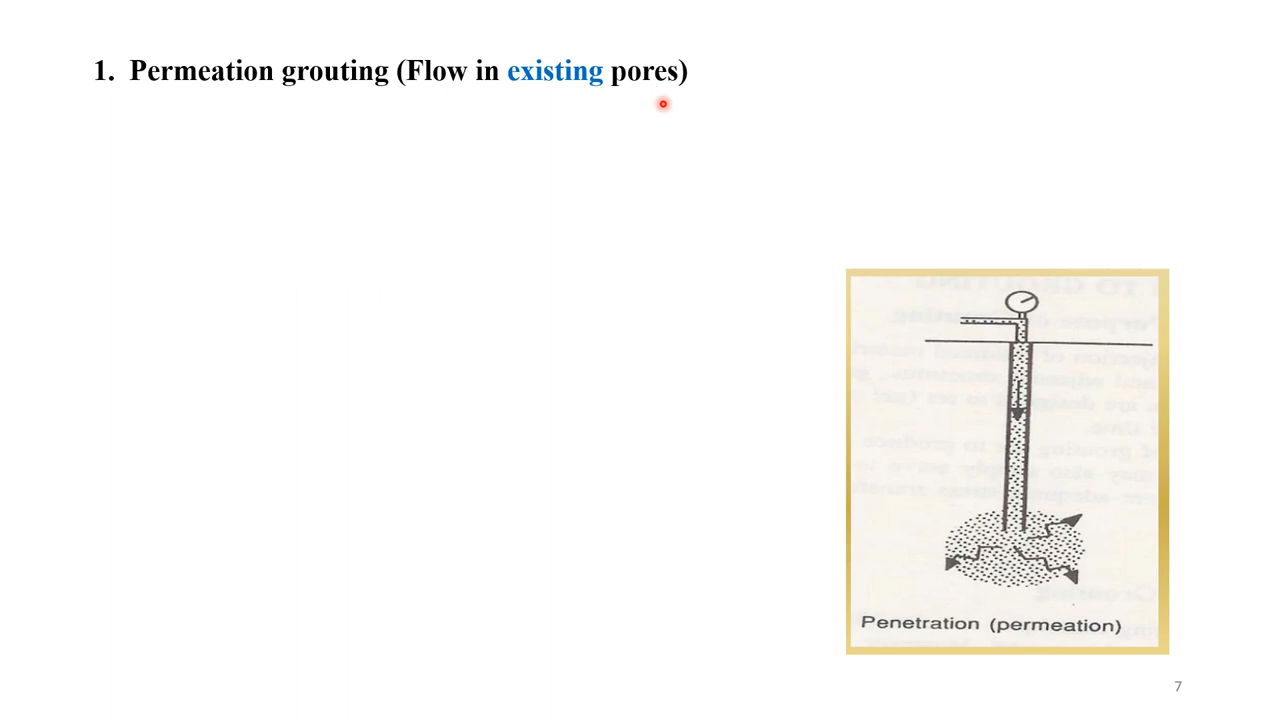 1. Permeation grouting (Flow in existing pores)
Penetration (permeation)
7